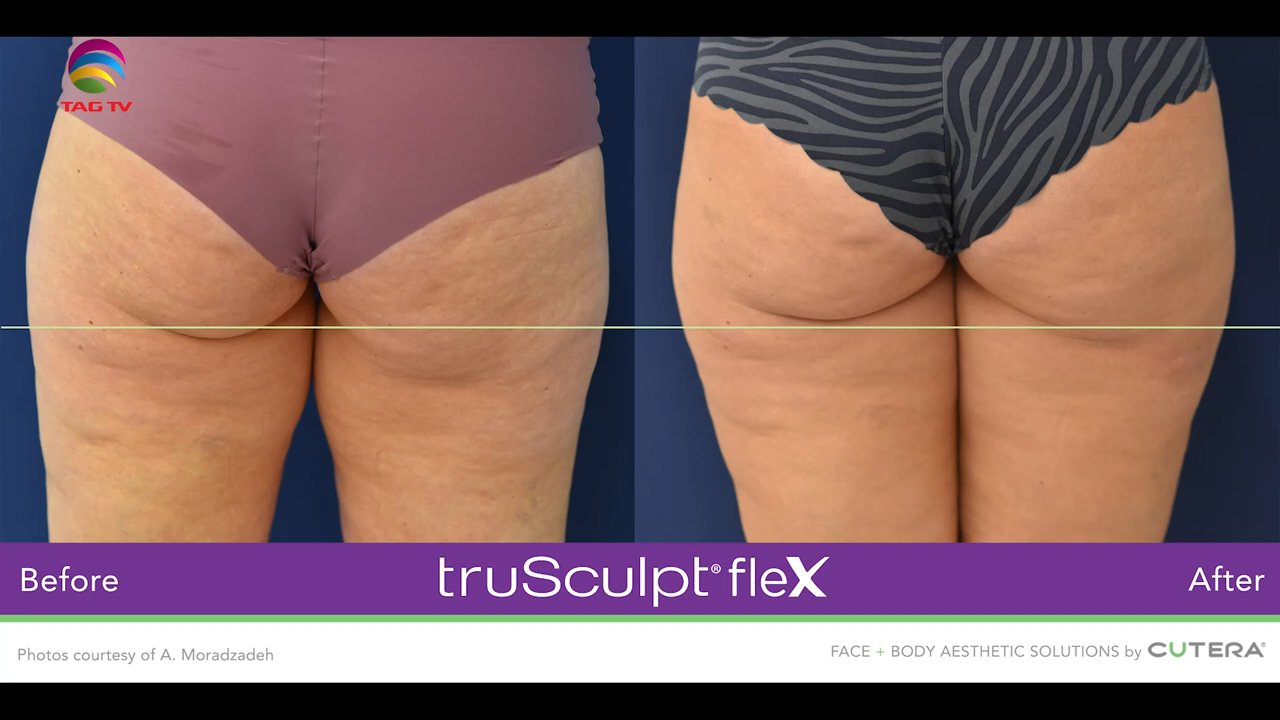 TAG TV
Before
truSculpt® fleX
After
Photos courtesy of A. Moradzadeh
FACE + BODY AESTHETIC SOLUTIONS by CUTERA®